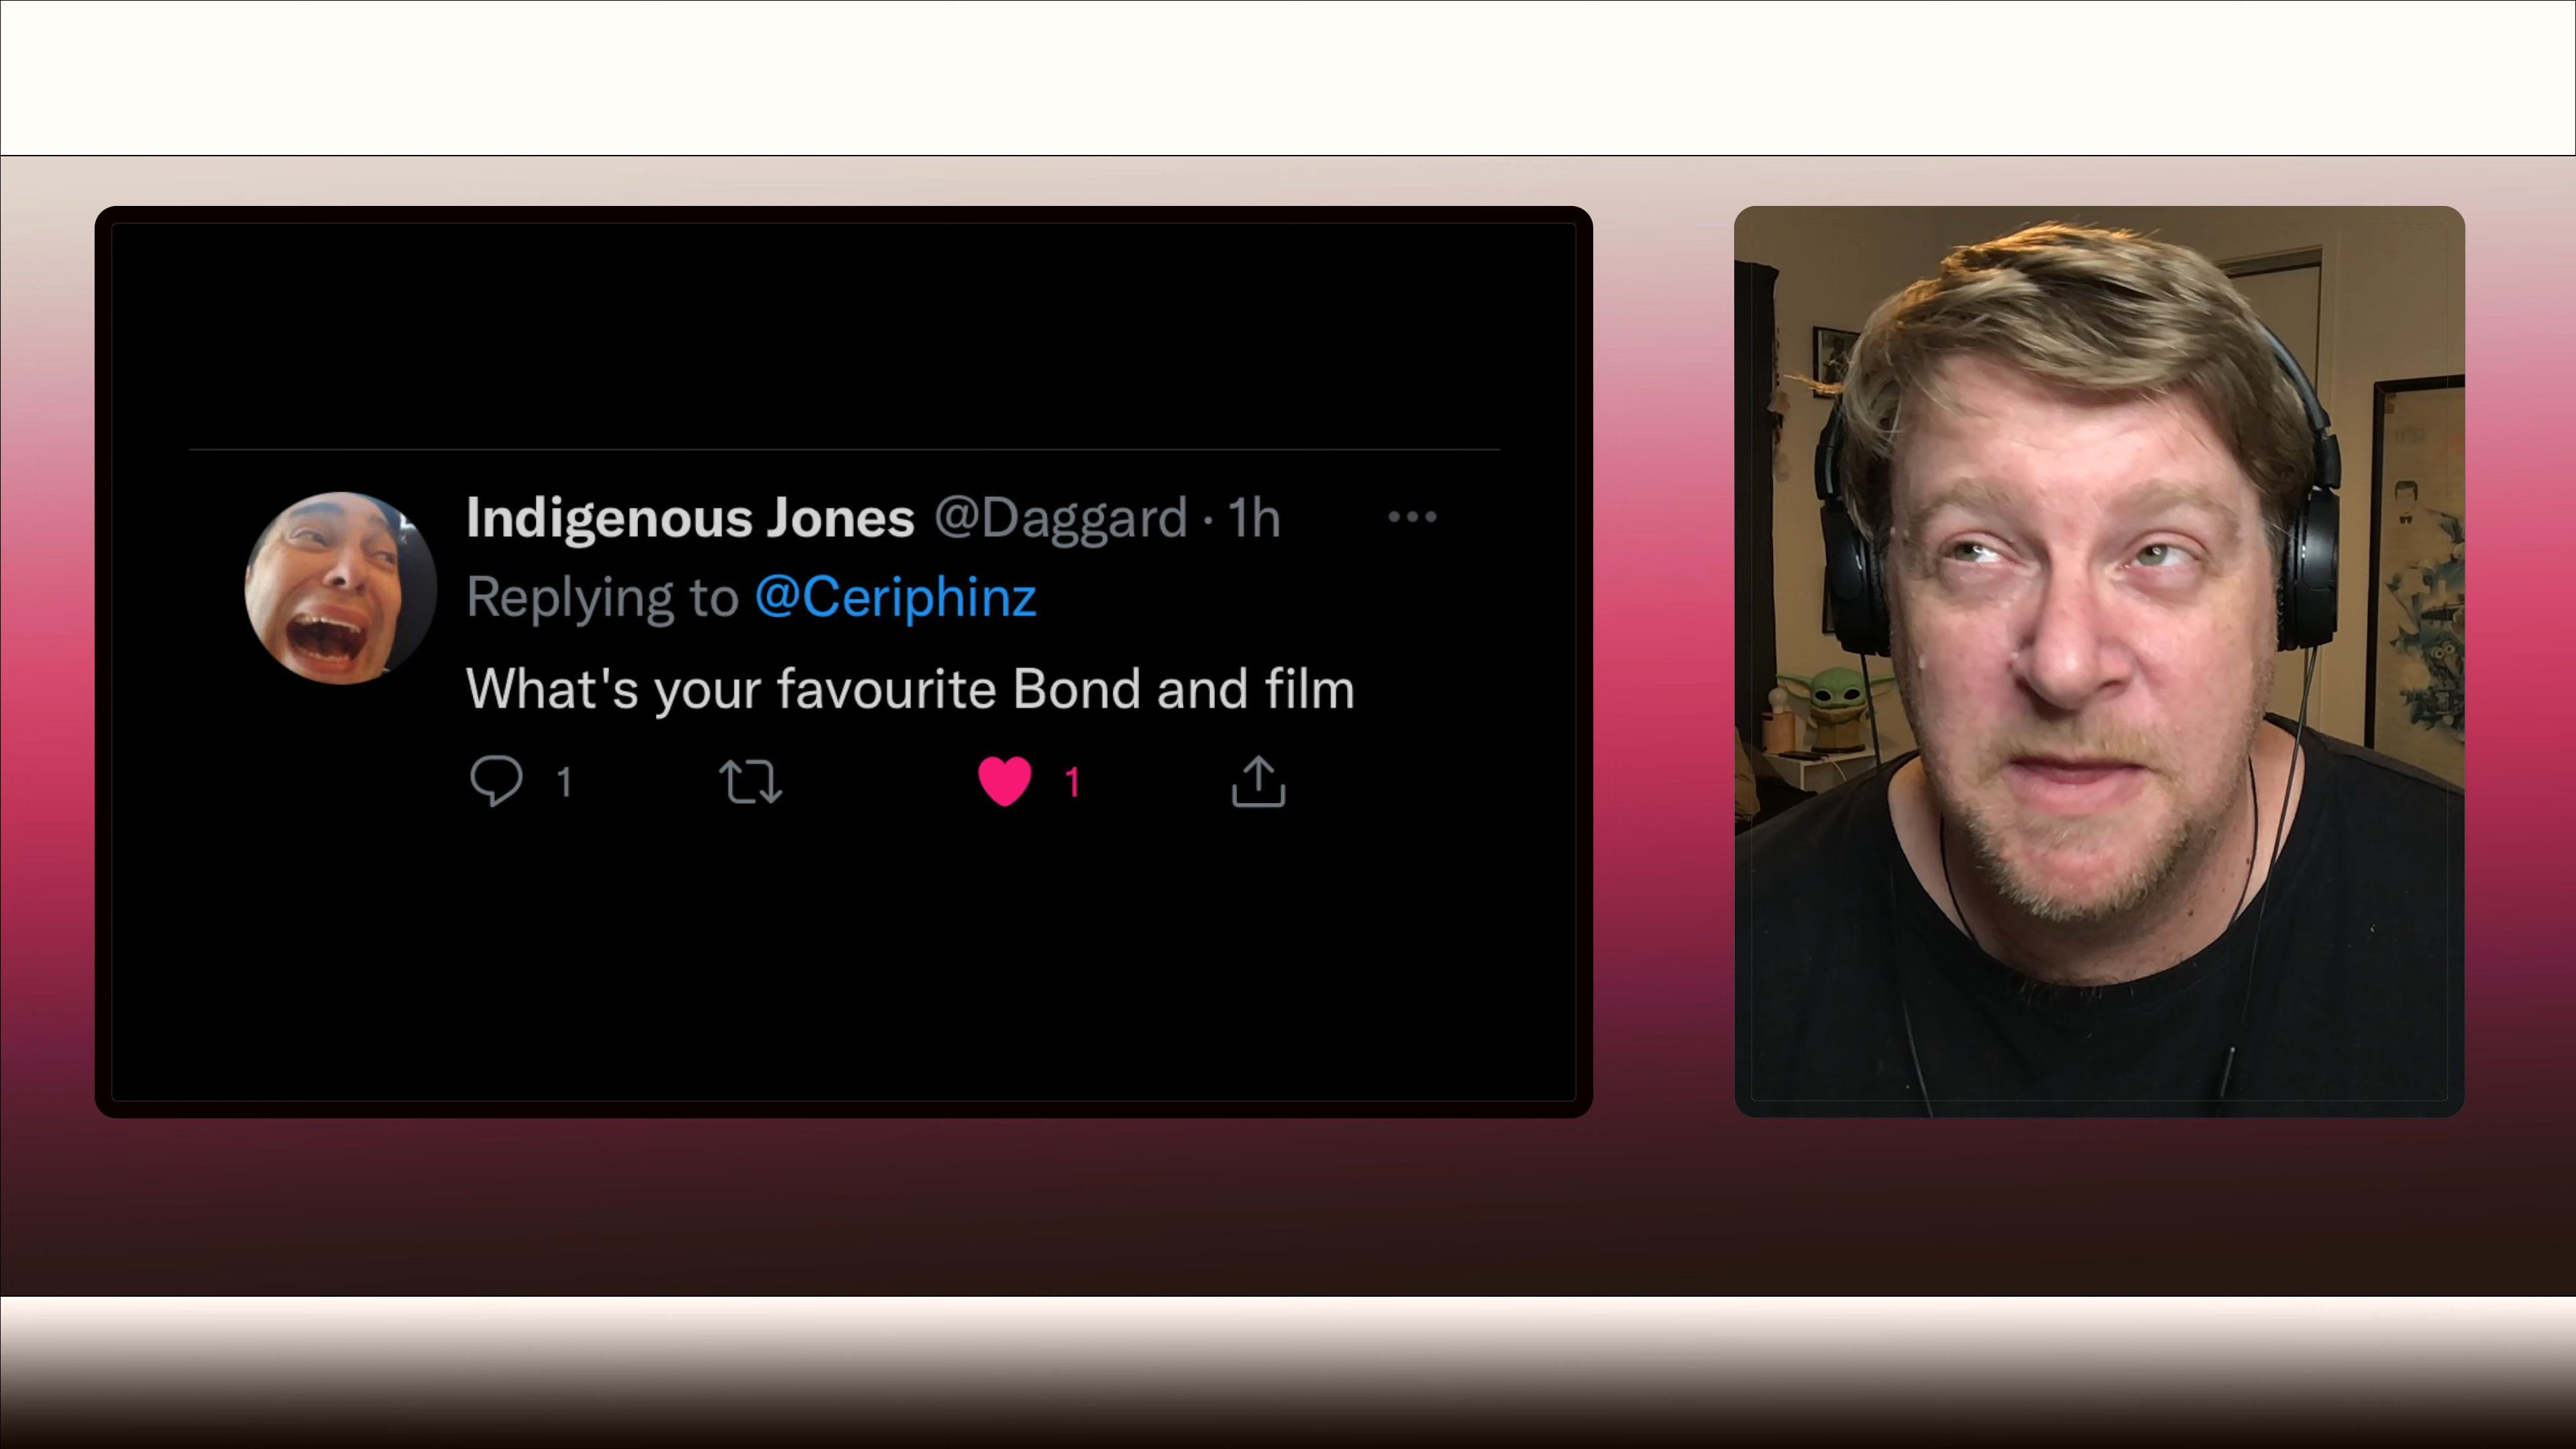 Indigenous Jones @Daggard · 1h
Replying to @Ceriphinz
What's your favourite Bond and film
1 1